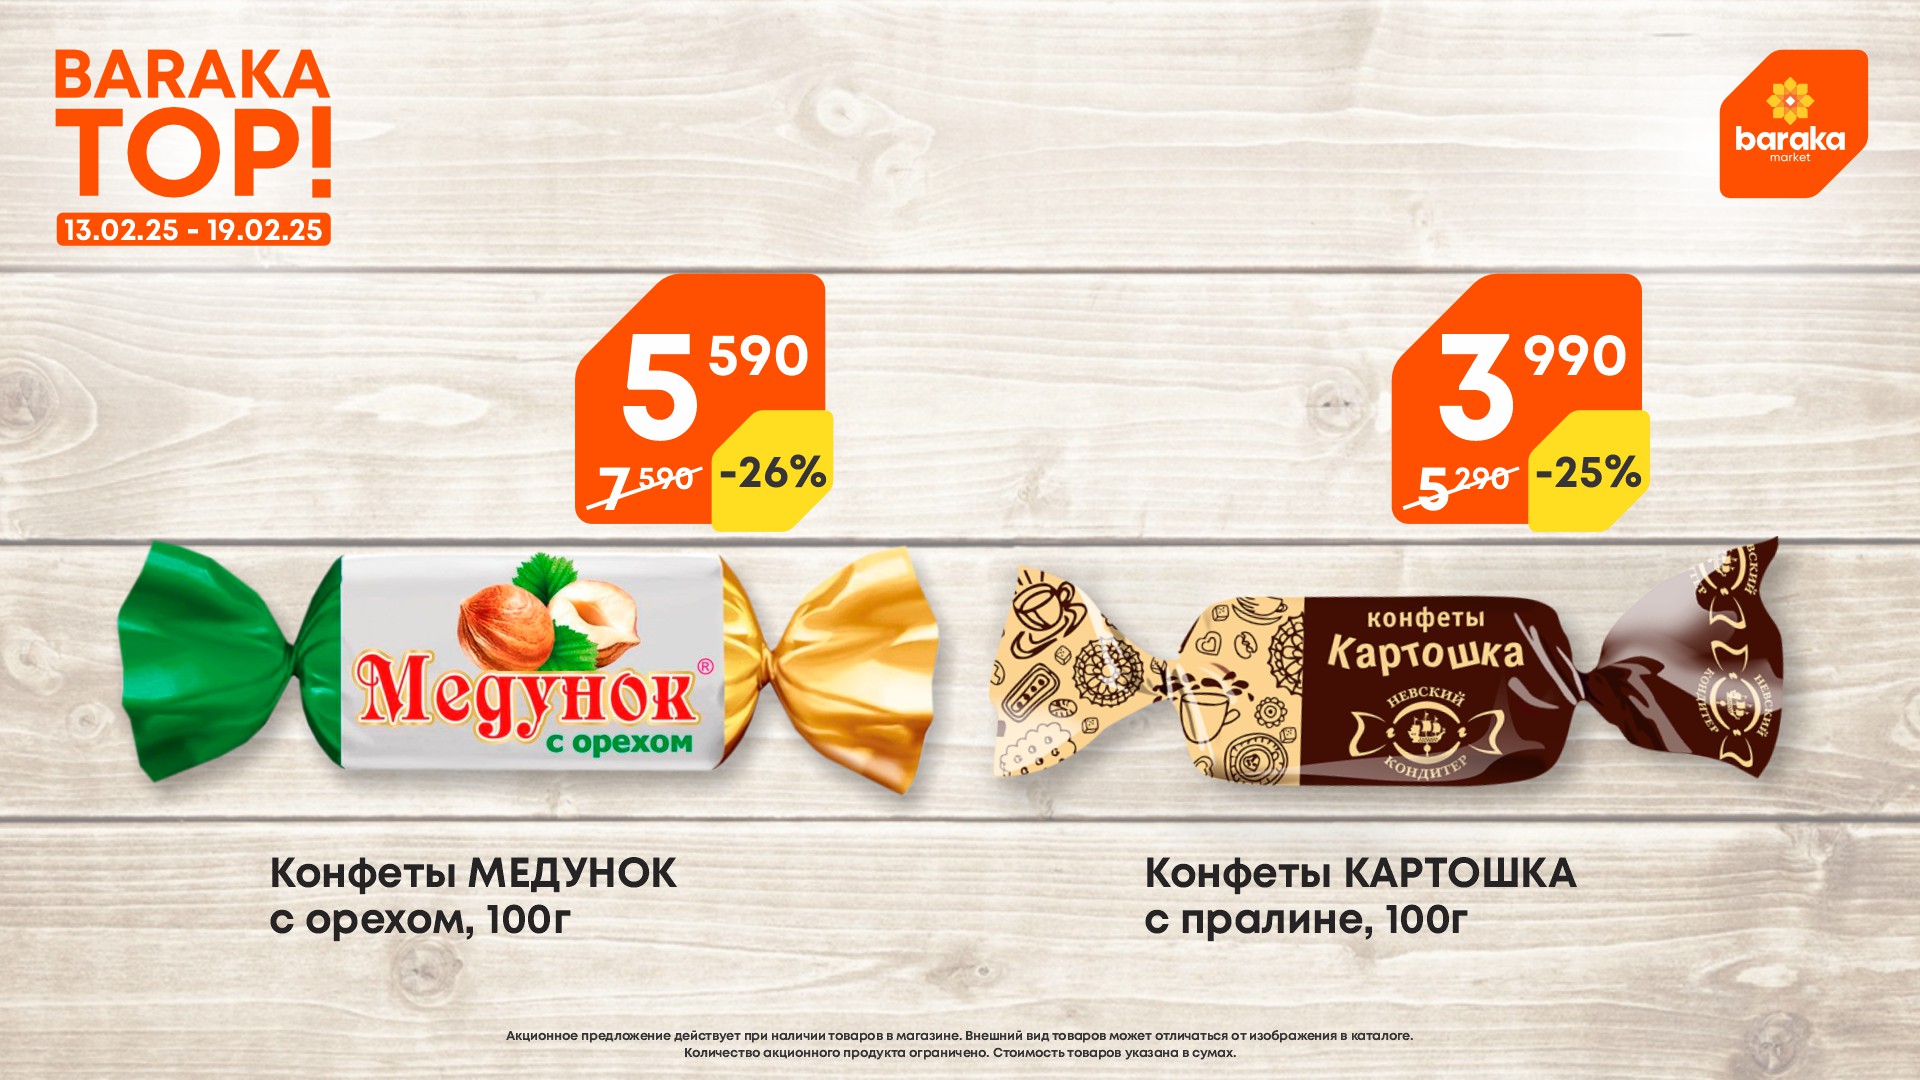 BARAKA
TOP!
13.02.25 - 19.02.25
baraka
market
5 590
7 590
-26%
3 990
5 290
-25%
Медунок®
с орехом
конфеты
Картошка
НЕВСКИЙ
КОНДИТЕР
НЕВСКИЙ
КОНДИТЕР
Конфеты МЕДУНОК
с орехом, 100г
Конфеты КАРТОШКА
с пралине, 100г
Акционное предложение действует при наличии товаров в магазине. Внешний вид товаров может отличаться от изображения в каталоге.
Количество акционного продукта ограничено. Стоимость товаров указана в сумах.